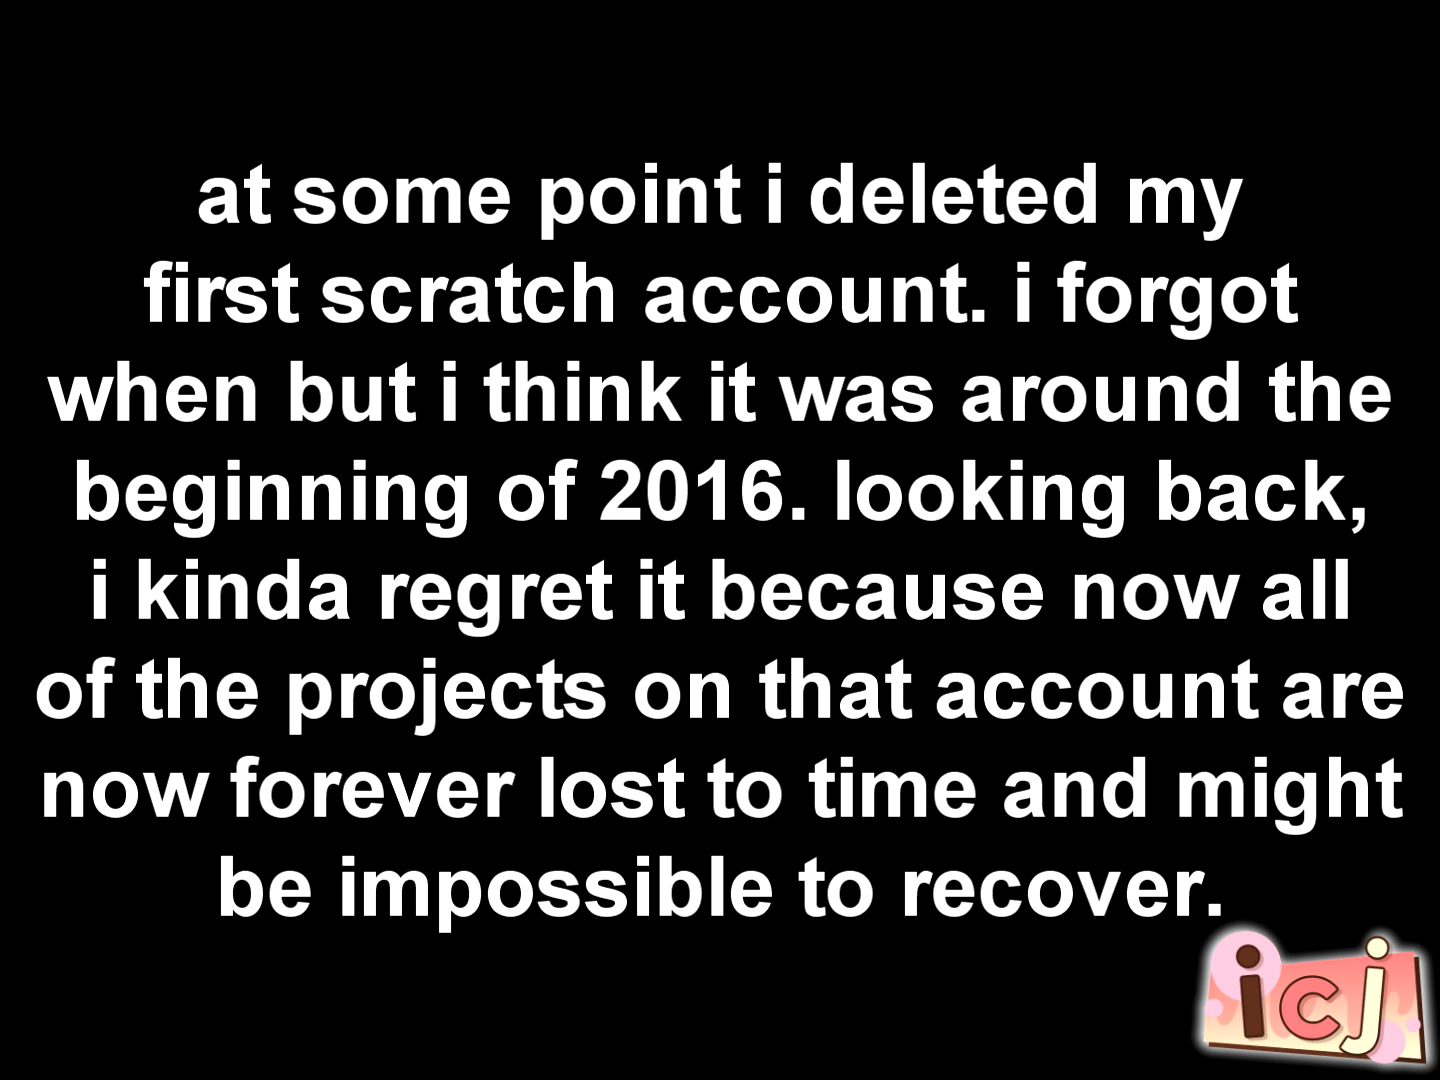 at some point i deleted my
first scratch account. i forgot
when but i think it was around the
beginning of 2016. looking back,
i kinda regret it because now all
of the projects on that account are
now forever lost to time and might
be impossible to recover.
icj